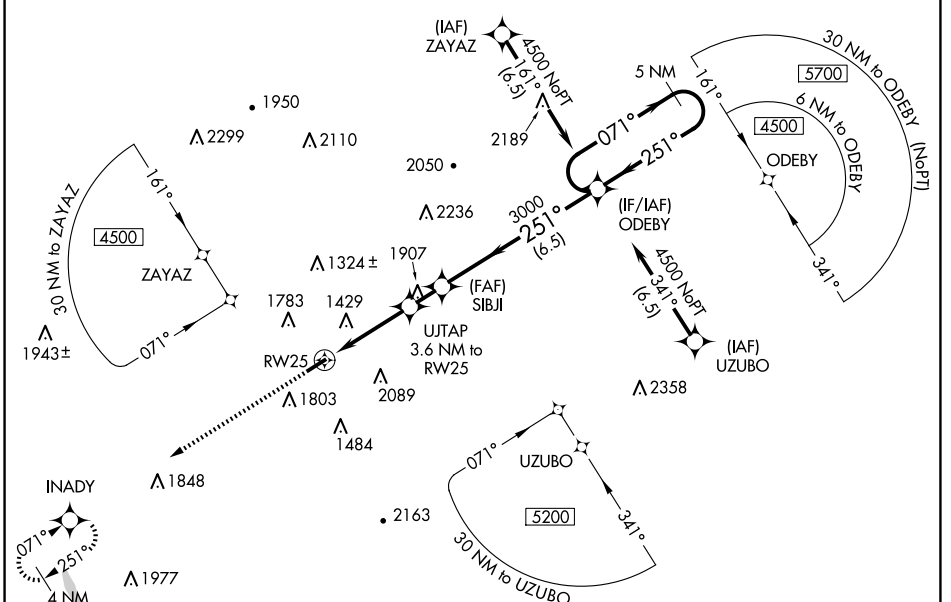 (IAF)
ZAYAZ
4500 NoPT
161°
(6.5)
2189
5 NM
071°
251°
30 NM to ODEBY
(NoPT)
5700
161°
6 NM to ODEBY
4500
ODEBY
341°
1950
2299
2110
2050
2236
161°
30 NM to ZAYAZ
4500
ZAYAZ
071°
1943±
3000
251°
(6.5)
(IF/IAF)
ODEBY
1324±
1907
(FAF)
SIBJI
4500 NoPT
341°
(6.5)
1783
1429
UJTAP
3.6 NM to
RW25
RW25
(IAF)
UZUBO
2358
1803
2089
1484
071°
UZUBO
341°
5200
30 NM to UZUBO
1848
INADY
071°
251°
4 NM
2163
1977